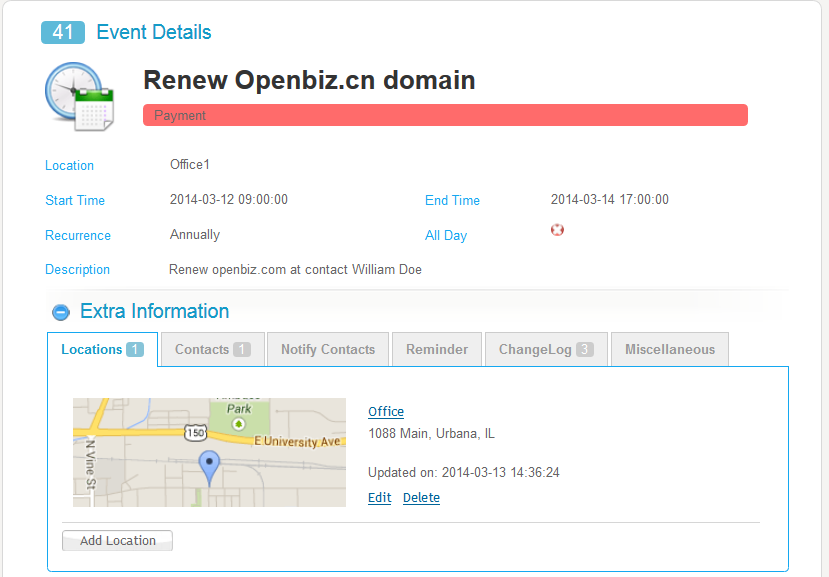 41 Event Details
Renew Openbiz.cn domain
Payment
Location Office1
Start Time 2014-03-12 09:00:00 End Time 2014-03-14 17:00:00
Recurrence Annually All Day
Description Renew openbiz.com at contact William Doe
Extra Information
Locations 1 Contacts 1 Notify Contacts Reminder ChangeLog 3 Miscellaneous
Park
150
E University Ave
N Vine St
Office
1088 Main, Urbana, IL
Updated on: 2014-03-13 14:36:24
Edit Delete
Add Location